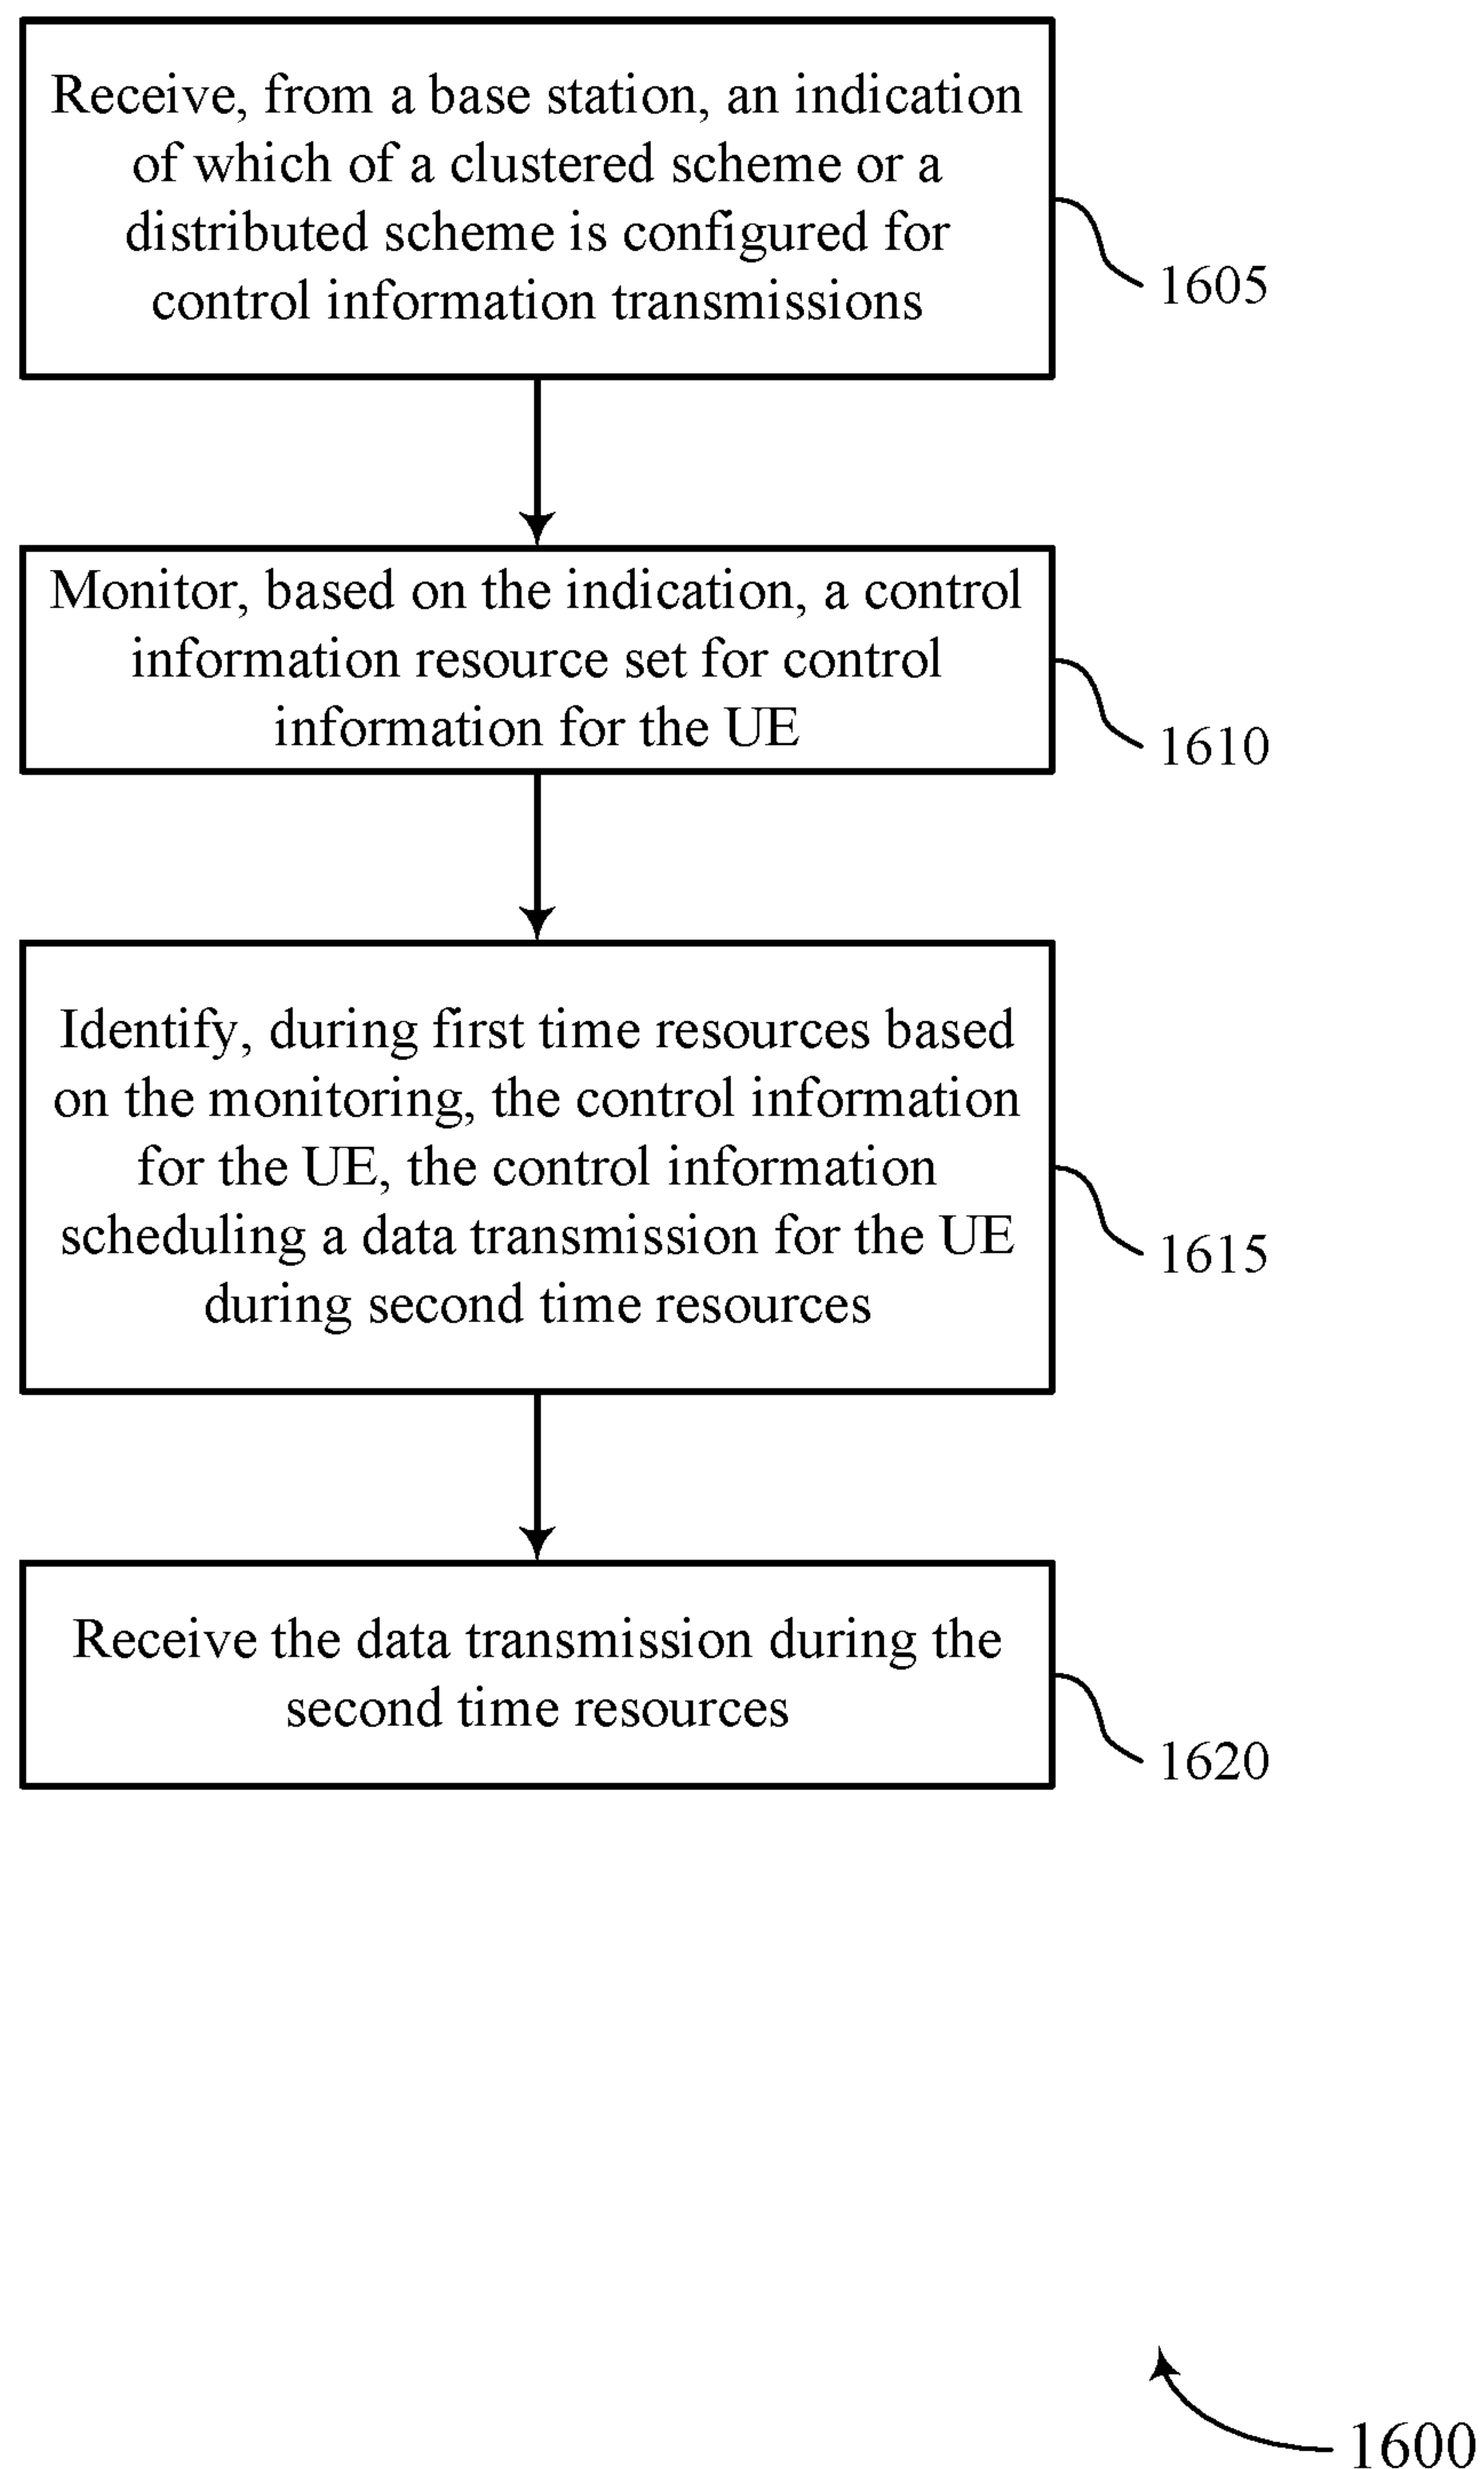 Receive, from a base station, an indication
of which of a clustered scheme or a
distributed scheme is configured for
control information transmissions
1605
Monitor, based on the indication, a control
information resource set for control
information for the UE
1610
Identify, during first time resources based
on the monitoring, the control information
for the UE, the control information
scheduling a data transmission for the UE
during second time resources
1615
Receive the data transmission during the
second time resources
1620
1600